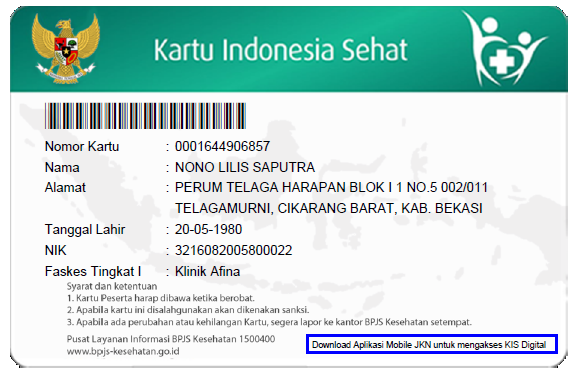 Kartu Indonesia Sehat
Nomor Kartu : 0001644906857
Nama : NONO LILIS SAPUTRA
Alamat : PERUM TELAGA HARAPAN BLOK I 1 NO.5 002/011
TELAGAMURNI, CIKARANG BARAT, KAB. BEKASI
Tanggal Lahir : 20-05-1980
NIK : 3216082005800022
Faskes Tingkat I : Klinik Afina
Syarat dan ketentuan
1. Kartu Peserta harap dibawa ketika berobat.
2. Apabila kartu ini disalahgunakan akan dikenakan sanksi.
3. Apabila ada perubahan atau kehilangan Kartu, segera lapor ke kantor BPJS Kesehatan setempat.
Pusat Layanan Informasi BPJS Kesehatan 1500400
www.bpjs-kesehatan.go.id
Download Aplikasi Mobile JKN untuk mengakses KIS Digital